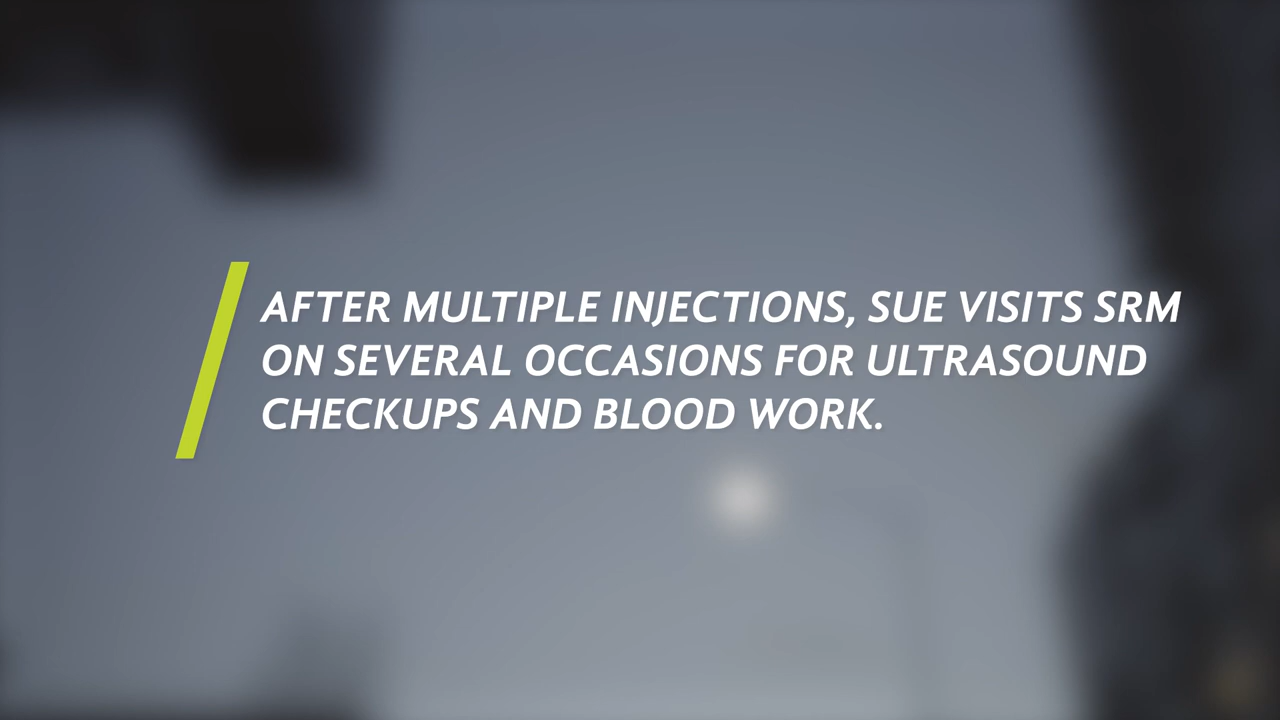 AFTER MULTIPLE INJECTIONS, SUE VISITS SRM
ON SEVERAL OCCASIONS FOR ULTRASOUND
CHECKUPS AND BLOOD WORK.